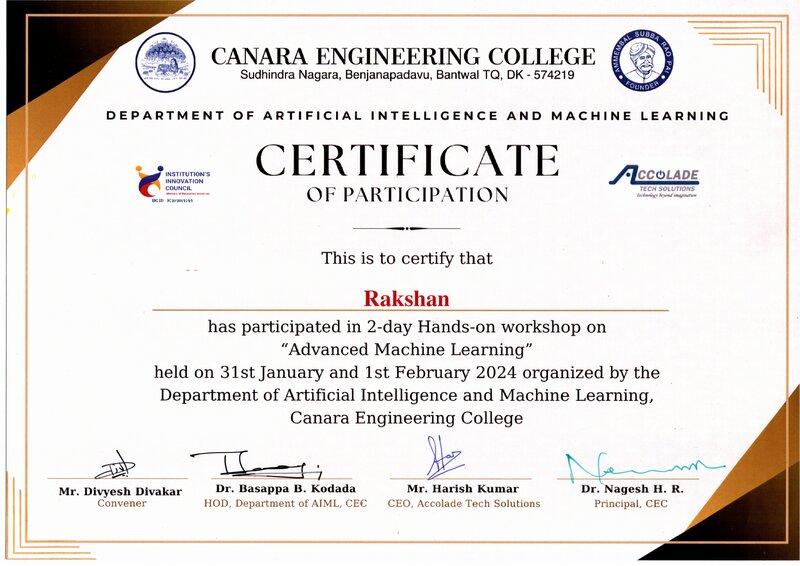 CANARA ENGINEERING COLLEGE
Sudhindra Nagara, Benjanapadavu, Bantwal TQ, DK - 574219
AMMEMBAL SUBBA RAO PAI
FOUNDER
DEPARTMENT OF ARTIFICIAL INTELLIGENCE AND MACHINE LEARNING
CERTIFICATE
OF PARTICIPATION
INSTITUTION'S
INNOVATION
COUNCIL
ACCOLADE
TECH SOLUTIONS
technology beyond imagination
This is to certify that
Rakshan
has participated in 2-day Hands-on workshop on
“Advanced Machine Learning”
held on 31st January and 1st February 2024 organized by the
Department of Artificial Intelligence and Machine Learning,
Canara Engineering College
Mr. Divyesh Divakar
Convener
Dr. Basappa B. Kodada
HOD, Department of AIML, CEC
Mr. Harish Kumar
CEO, Accolade Tech Solutions
Dr. Nagesh H. R.
Principal, CEC